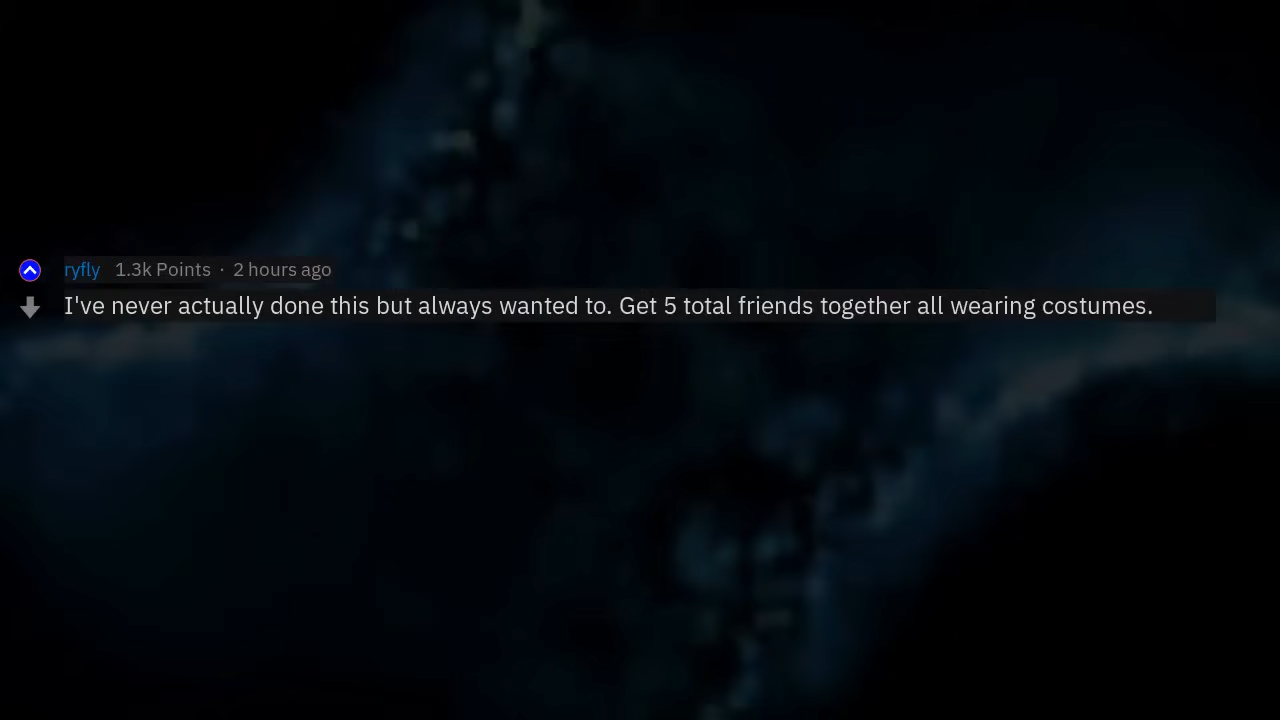 ryfly 1.3k Points · 2 hours ago
I've never actually done this but always wanted to. Get 5 total friends together all wearing costumes.